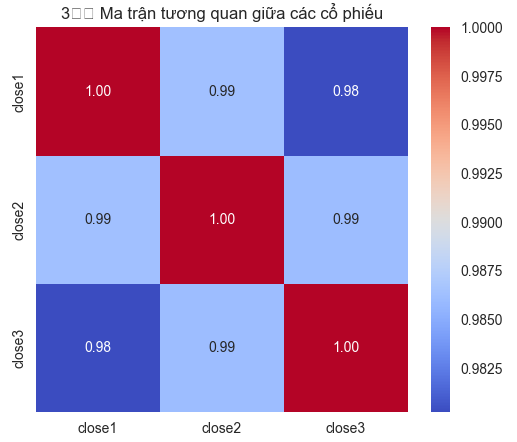 3▯▯ Ma trận tương quan giữa các cổ phiếu
close1
1.00
0.99
0.98
close2
0.99
1.00
0.99
close3
0.98
0.99
1.00
close1
close2
close3
1.0000
0.9975
0.9950
0.9925
0.9900
0.9875
0.9850
0.9825